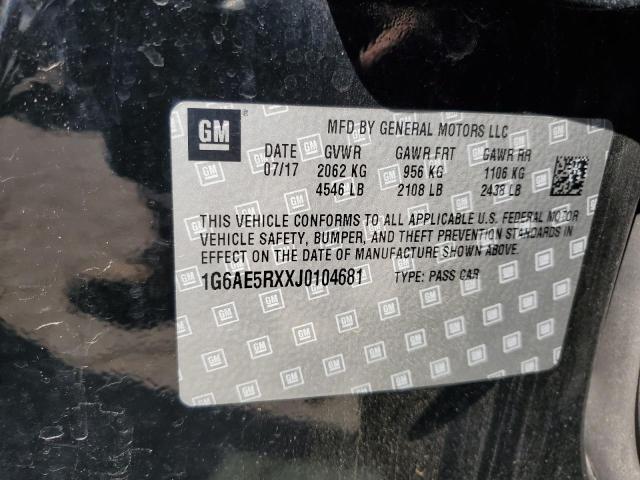 GM
MFD BY GENERAL MOTORS LLC
DATE GVWR GAWR FRT GAWR RR
07/17 2062 KG 956 KG 1106 KG
4546 LB 2108 LB 2438 LB
THIS VEHICLE CONFORMS TO ALL APPLICABLE U.S. FEDERAL MOTOR
VEHICLE SAFETY, BUMPER, AND THEFT PREVENTION STANDARDS IN
EFFECT ON THE DATE OF MANUFACTURE SHOWN ABOVE.
1G6AE5RXXJ0104681 TYPE: PASS CAR